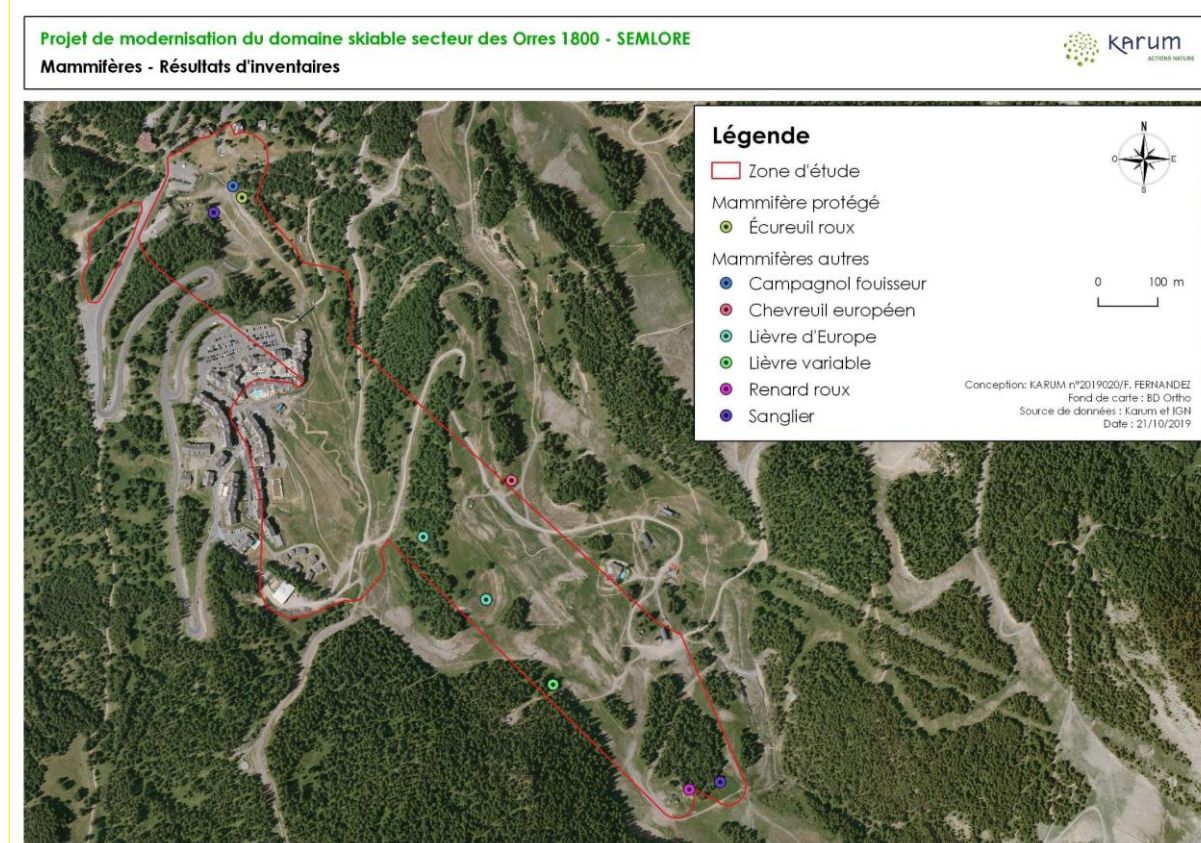 Projet de modernisation du domaine skiable secteur des Orres 1800 - SEMLORE
Mammifères - Résultats d'inventaires
KARUM
ACTIONS NATURE
Légende
Zone d'étude
Mammifère protégé
Écureuil roux
Mammifères autres
Campagnol fouisseur
Chevreuil européen
Lièvre d'Europe
Lièvre variable
Renard roux
Sanglier
N
O
E
S
0 100 m
Conception: KARUM n°2019020/F. FERNANDEZ
Fond de carte : BD Ortho
Source de données : Karum et IGN
Date : 21/10/2019